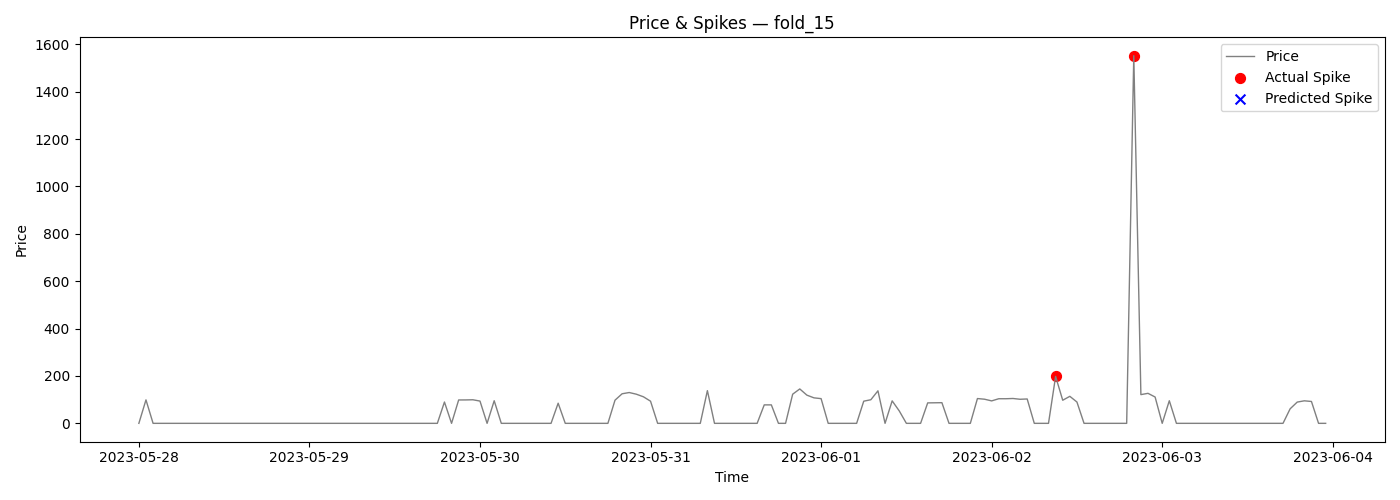 Price & Spikes — fold_15
Price
Actual Spike
Predicted Spike
1600
1400
1200
1000
800
600
400
200
0
Price
2023-05-28
2023-05-29
2023-05-30
2023-05-31
2023-06-01
2023-06-02
2023-06-03
2023-06-04
Time